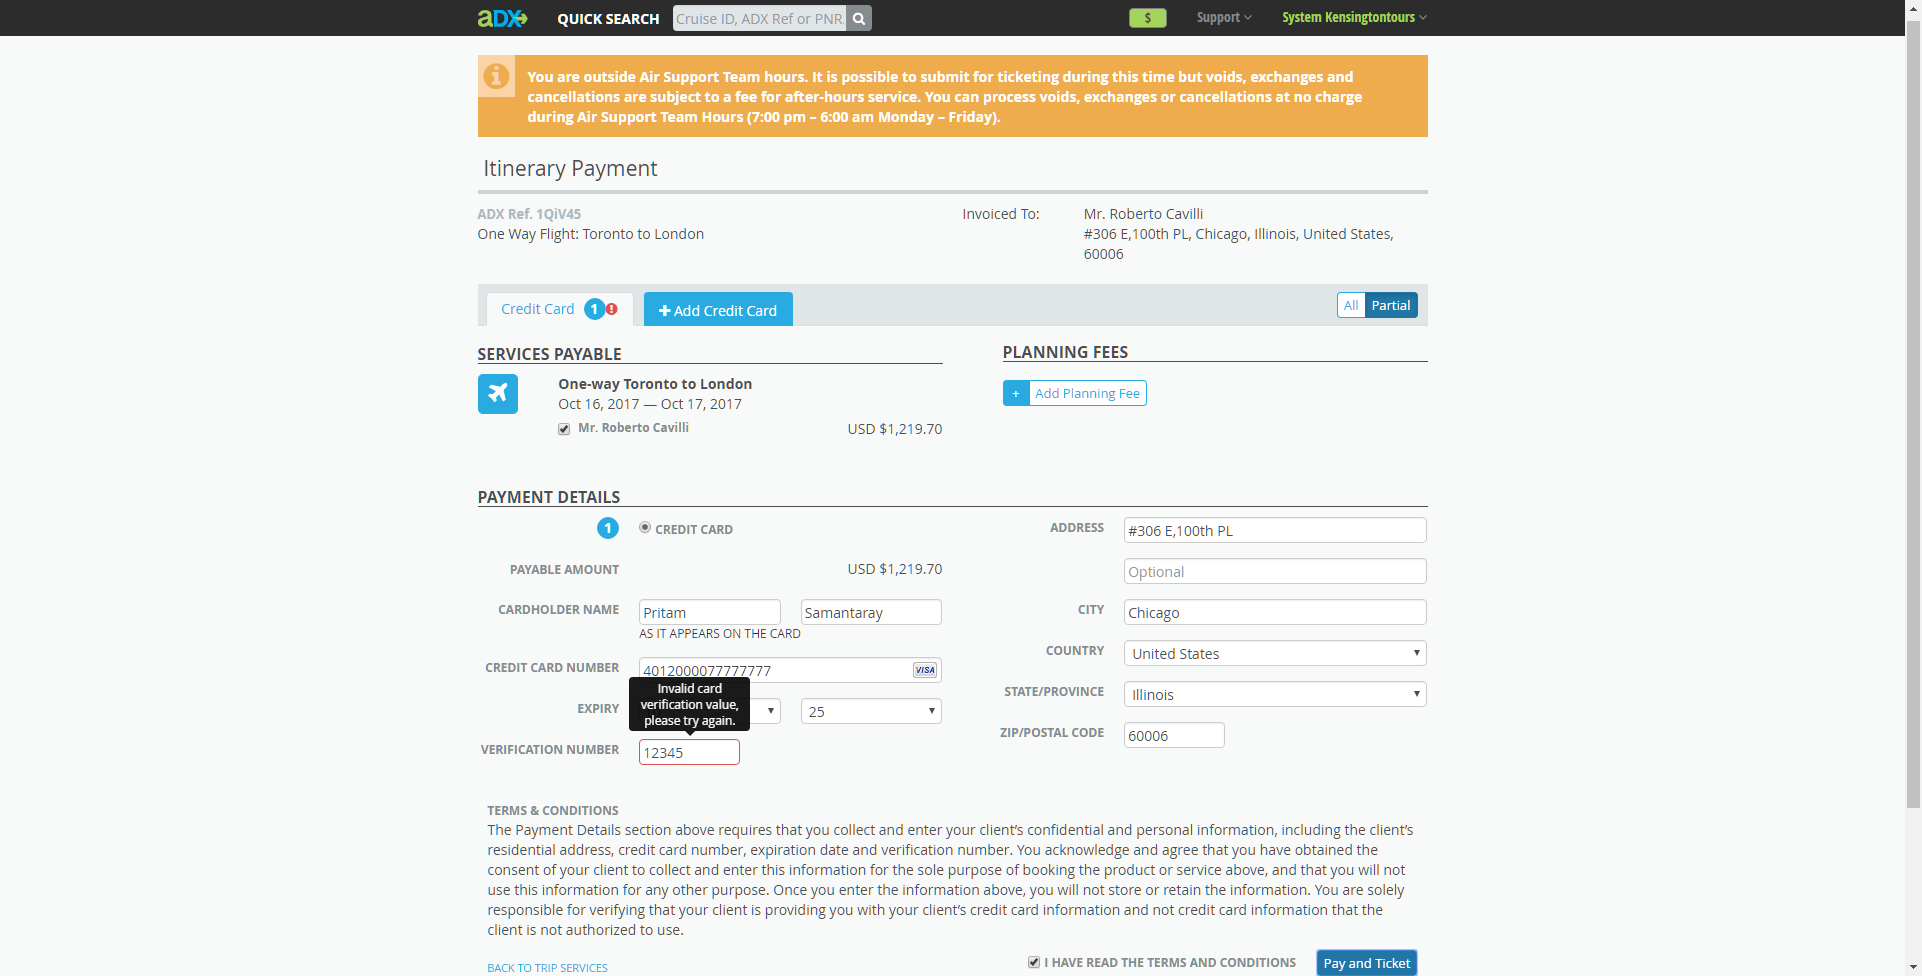 aDX
QUICK SEARCH
Cruise ID, ADX Ref or PNR.
$
Support
System Kensingtontours
You are outside Air Support Team hours. It is possible to submit for ticketing during this time but voids, exchanges and
cancellations are subject to a fee for after-hours service. You can process voids, exchanges or cancellations at no charge
during Air Support Team Hours (7:00 pm – 6:00 am Monday – Friday).
Itinerary Payment
ADX Ref. 1QiV45
One Way Flight: Toronto to London
Invoiced To:
Mr. Roberto Cavilli
#306 E,100th PL, Chicago, Illinois, United States,
60006
Credit Card 1 !
+ Add Credit Card
All Partial
SERVICES PAYABLE
One-way Toronto to London
Oct 16, 2017 — Oct 17, 2017
Mr. Roberto Cavilli
USD $1,219.70
PLANNING FEES
+ Add Planning Fee
PAYMENT DETAILS
1 CREDIT CARD
PAYABLE AMOUNT USD $1,219.70
CARDHOLDER NAME Pritam Samantaray
AS IT APPEARS ON THE CARD
CREDIT CARD NUMBER 4012000077777777 VISA
Invalid card
verification value,
please try again.
EXPIRY 25
VERIFICATION NUMBER 12345
ADDRESS #306 E,100th PL
Optional
CITY Chicago
COUNTRY United States
STATE/PROVINCE Illinois
ZIP/POSTAL CODE 60006
TERMS & CONDITIONS
The Payment Details section above requires that you collect and enter your client's confidential and personal information, including the client's
residential address, credit card number, expiration date and verification number. You acknowledge and agree that you have obtained the
consent of your client to collect and enter this information for the sole purpose of booking the product or service above, and that you will not
use this information for any other purpose. Once you enter the information above, you will not store or retain the information. You are solely
responsible for verifying that your client is providing you with your client's credit card information and not credit card information that the
client is not authorized to use.
BACK TO TRIP SERVICES
I HAVE READ THE TERMS AND CONDITIONS
Pay and Ticket